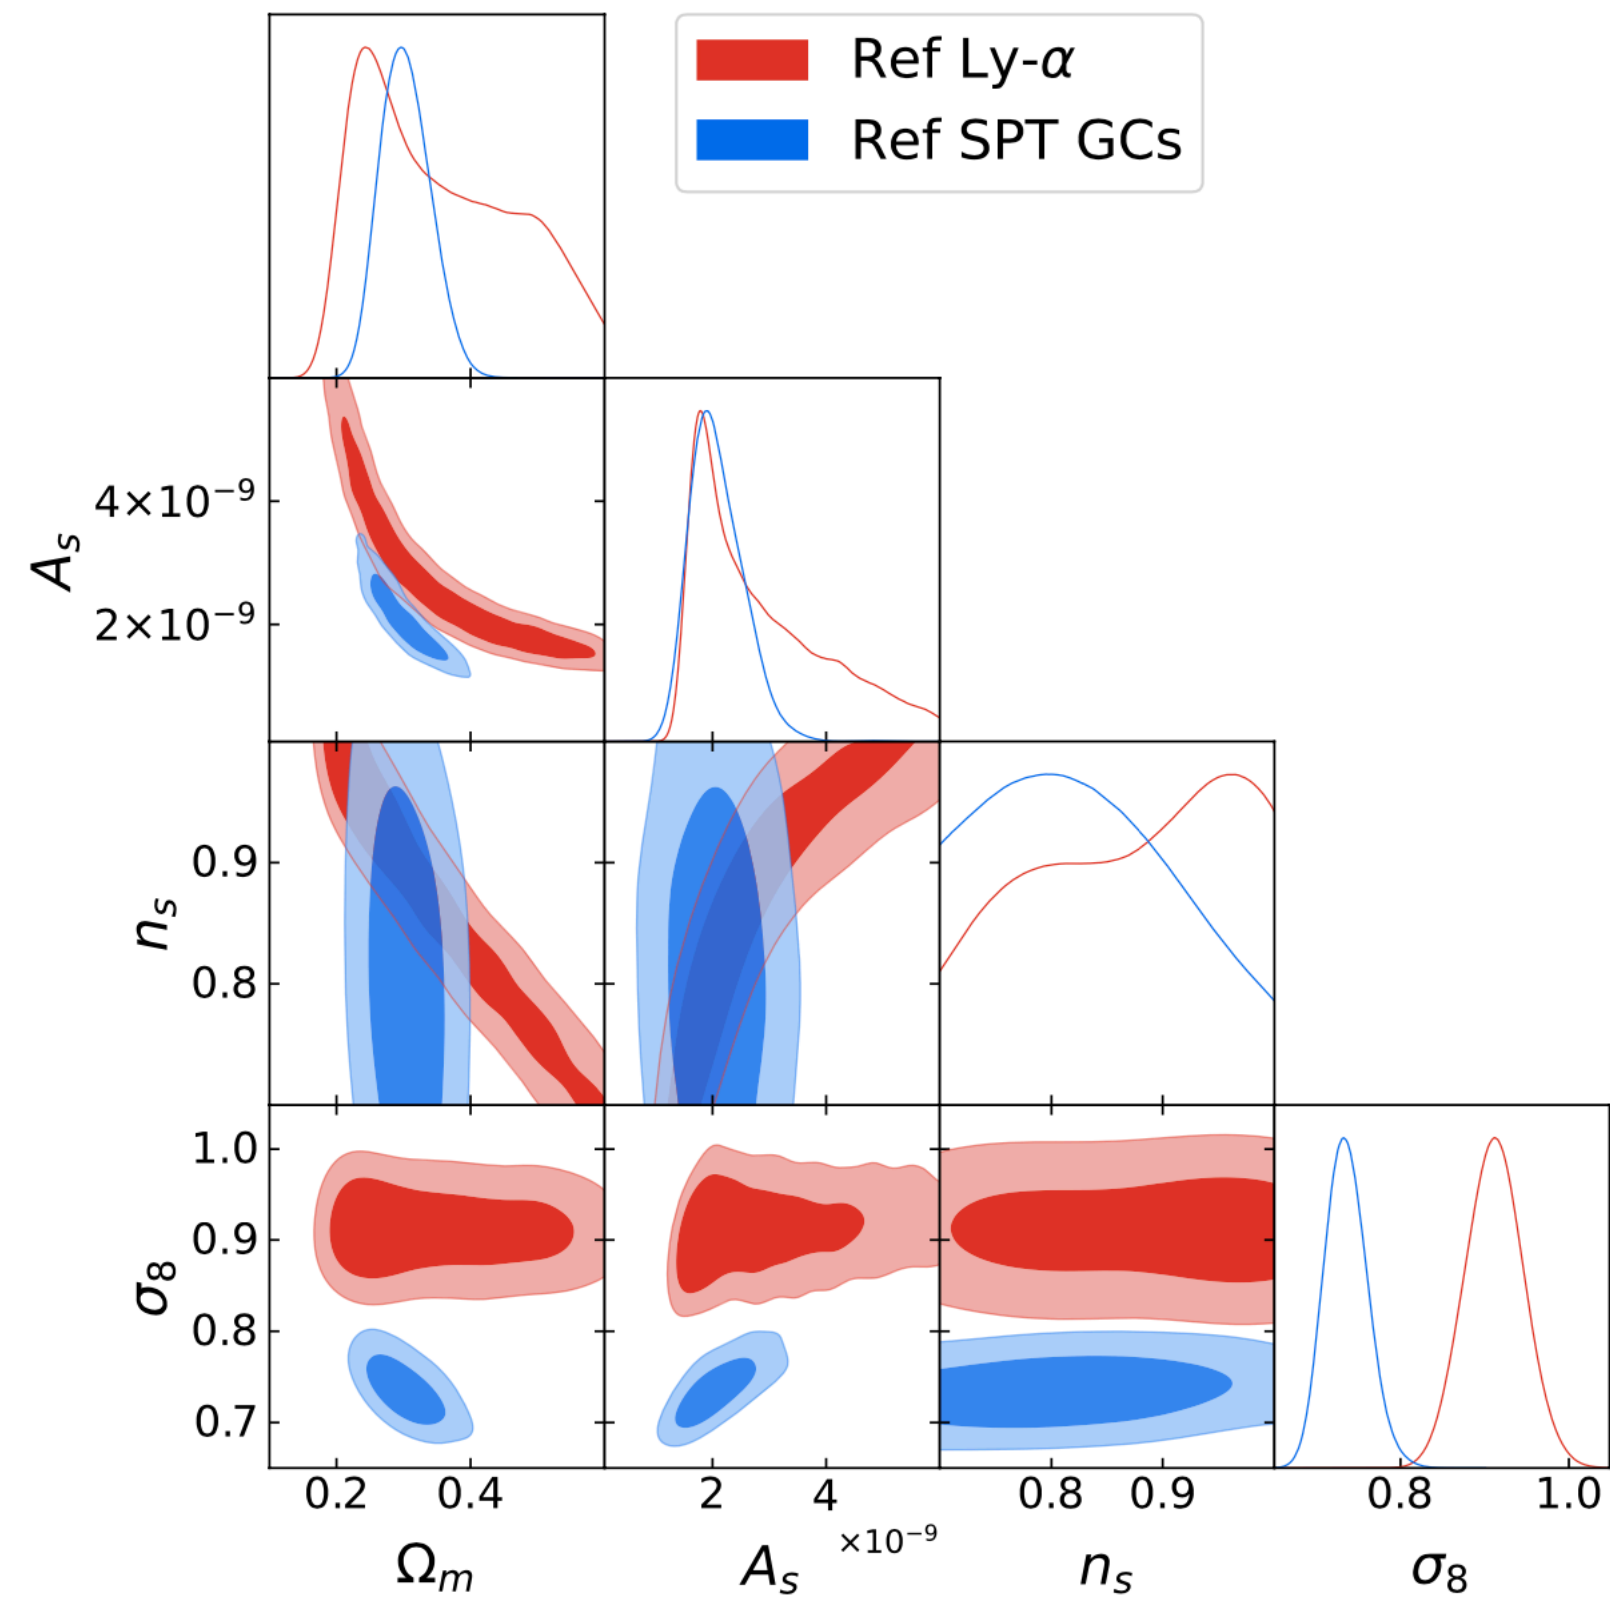 Ref Ly-α
Ref SPT GCs
A_s
4×10⁻⁹
2×10⁻⁹
n_s
0.9
0.8
σ_8
1.0
0.9
0.8
0.7
0.2 0.4 2 4 0.8 0.9 0.8 1.0
×10⁻⁹
Ω_m A_s n_s σ_8